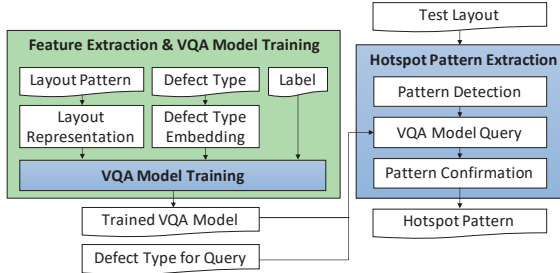 Feature Extraction & VQA Model Training
Layout Pattern
Defect Type
Label
Layout
Representation
Defect Type
Embedding
VQA Model Training
Trained VQA Model
Defect Type for Query
Test Layout
Hotspot Pattern Extraction
Pattern Detection
VQA Model Query
Pattern Confirmation
Hotspot Pattern